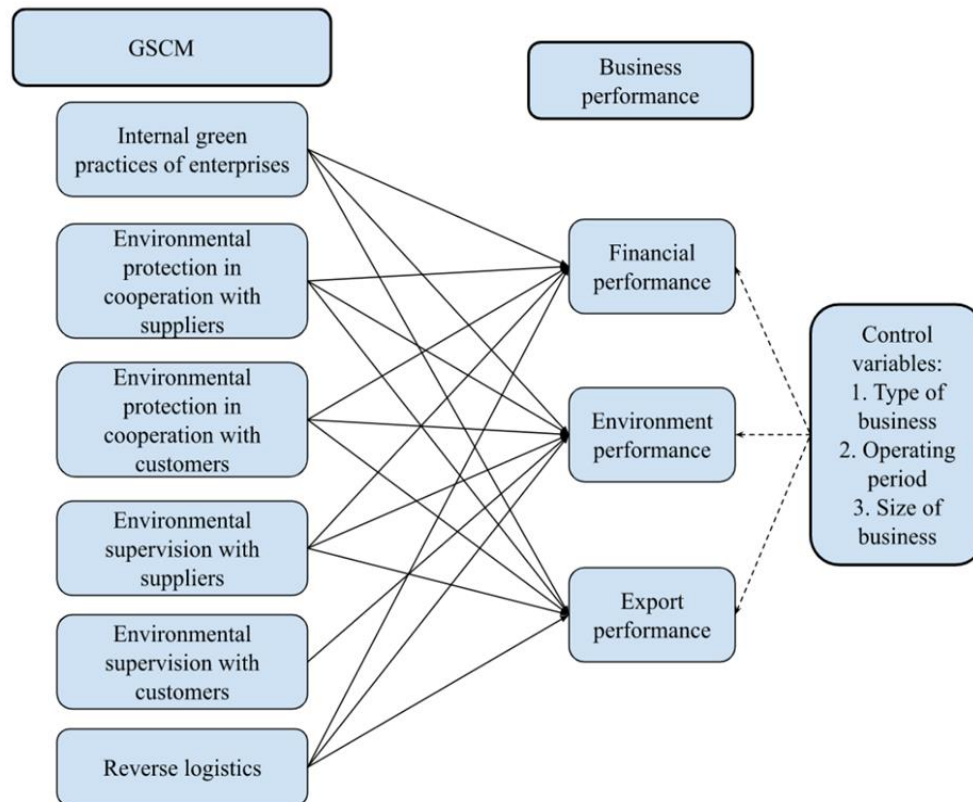 GSCM
Internal green
practices of enterprises
Environmental
protection in
cooperation with
suppliers
Environmental
protection in
cooperation with
customers
Environmental
supervision with
suppliers
Environmental
supervision with
customers
Reverse logistics
Business
performance
Financial
performance
Environment
performance
Export
performance
Control
variables:
1. Type of
business
2. Operating
period
3. Size of
business